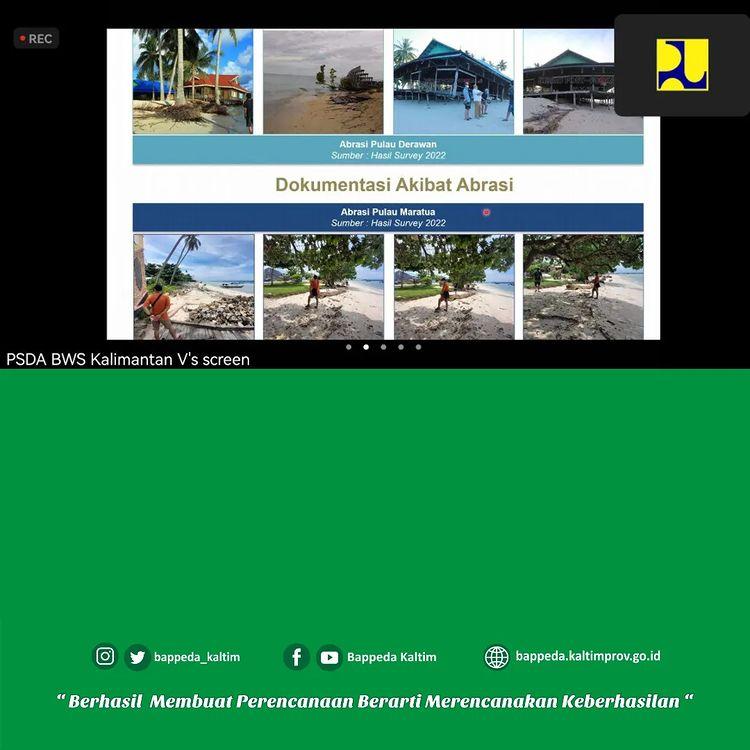 REC
Abrasi Pulau Derawan
Sumber : Hasil Survey 2022
Dokumentasi Akibat Abrasi
Abrasi Pulau Maratua
Sumber : Hasil Survey 2022
PSDA BWS Kalimantan V's screen
bappeda_kaltim
Bappeda Kaltim
bappeda.kaltimprov.go.id
“ Berhasil Membuat Perencanaan Berarti Merencanakan Keberhasilan “